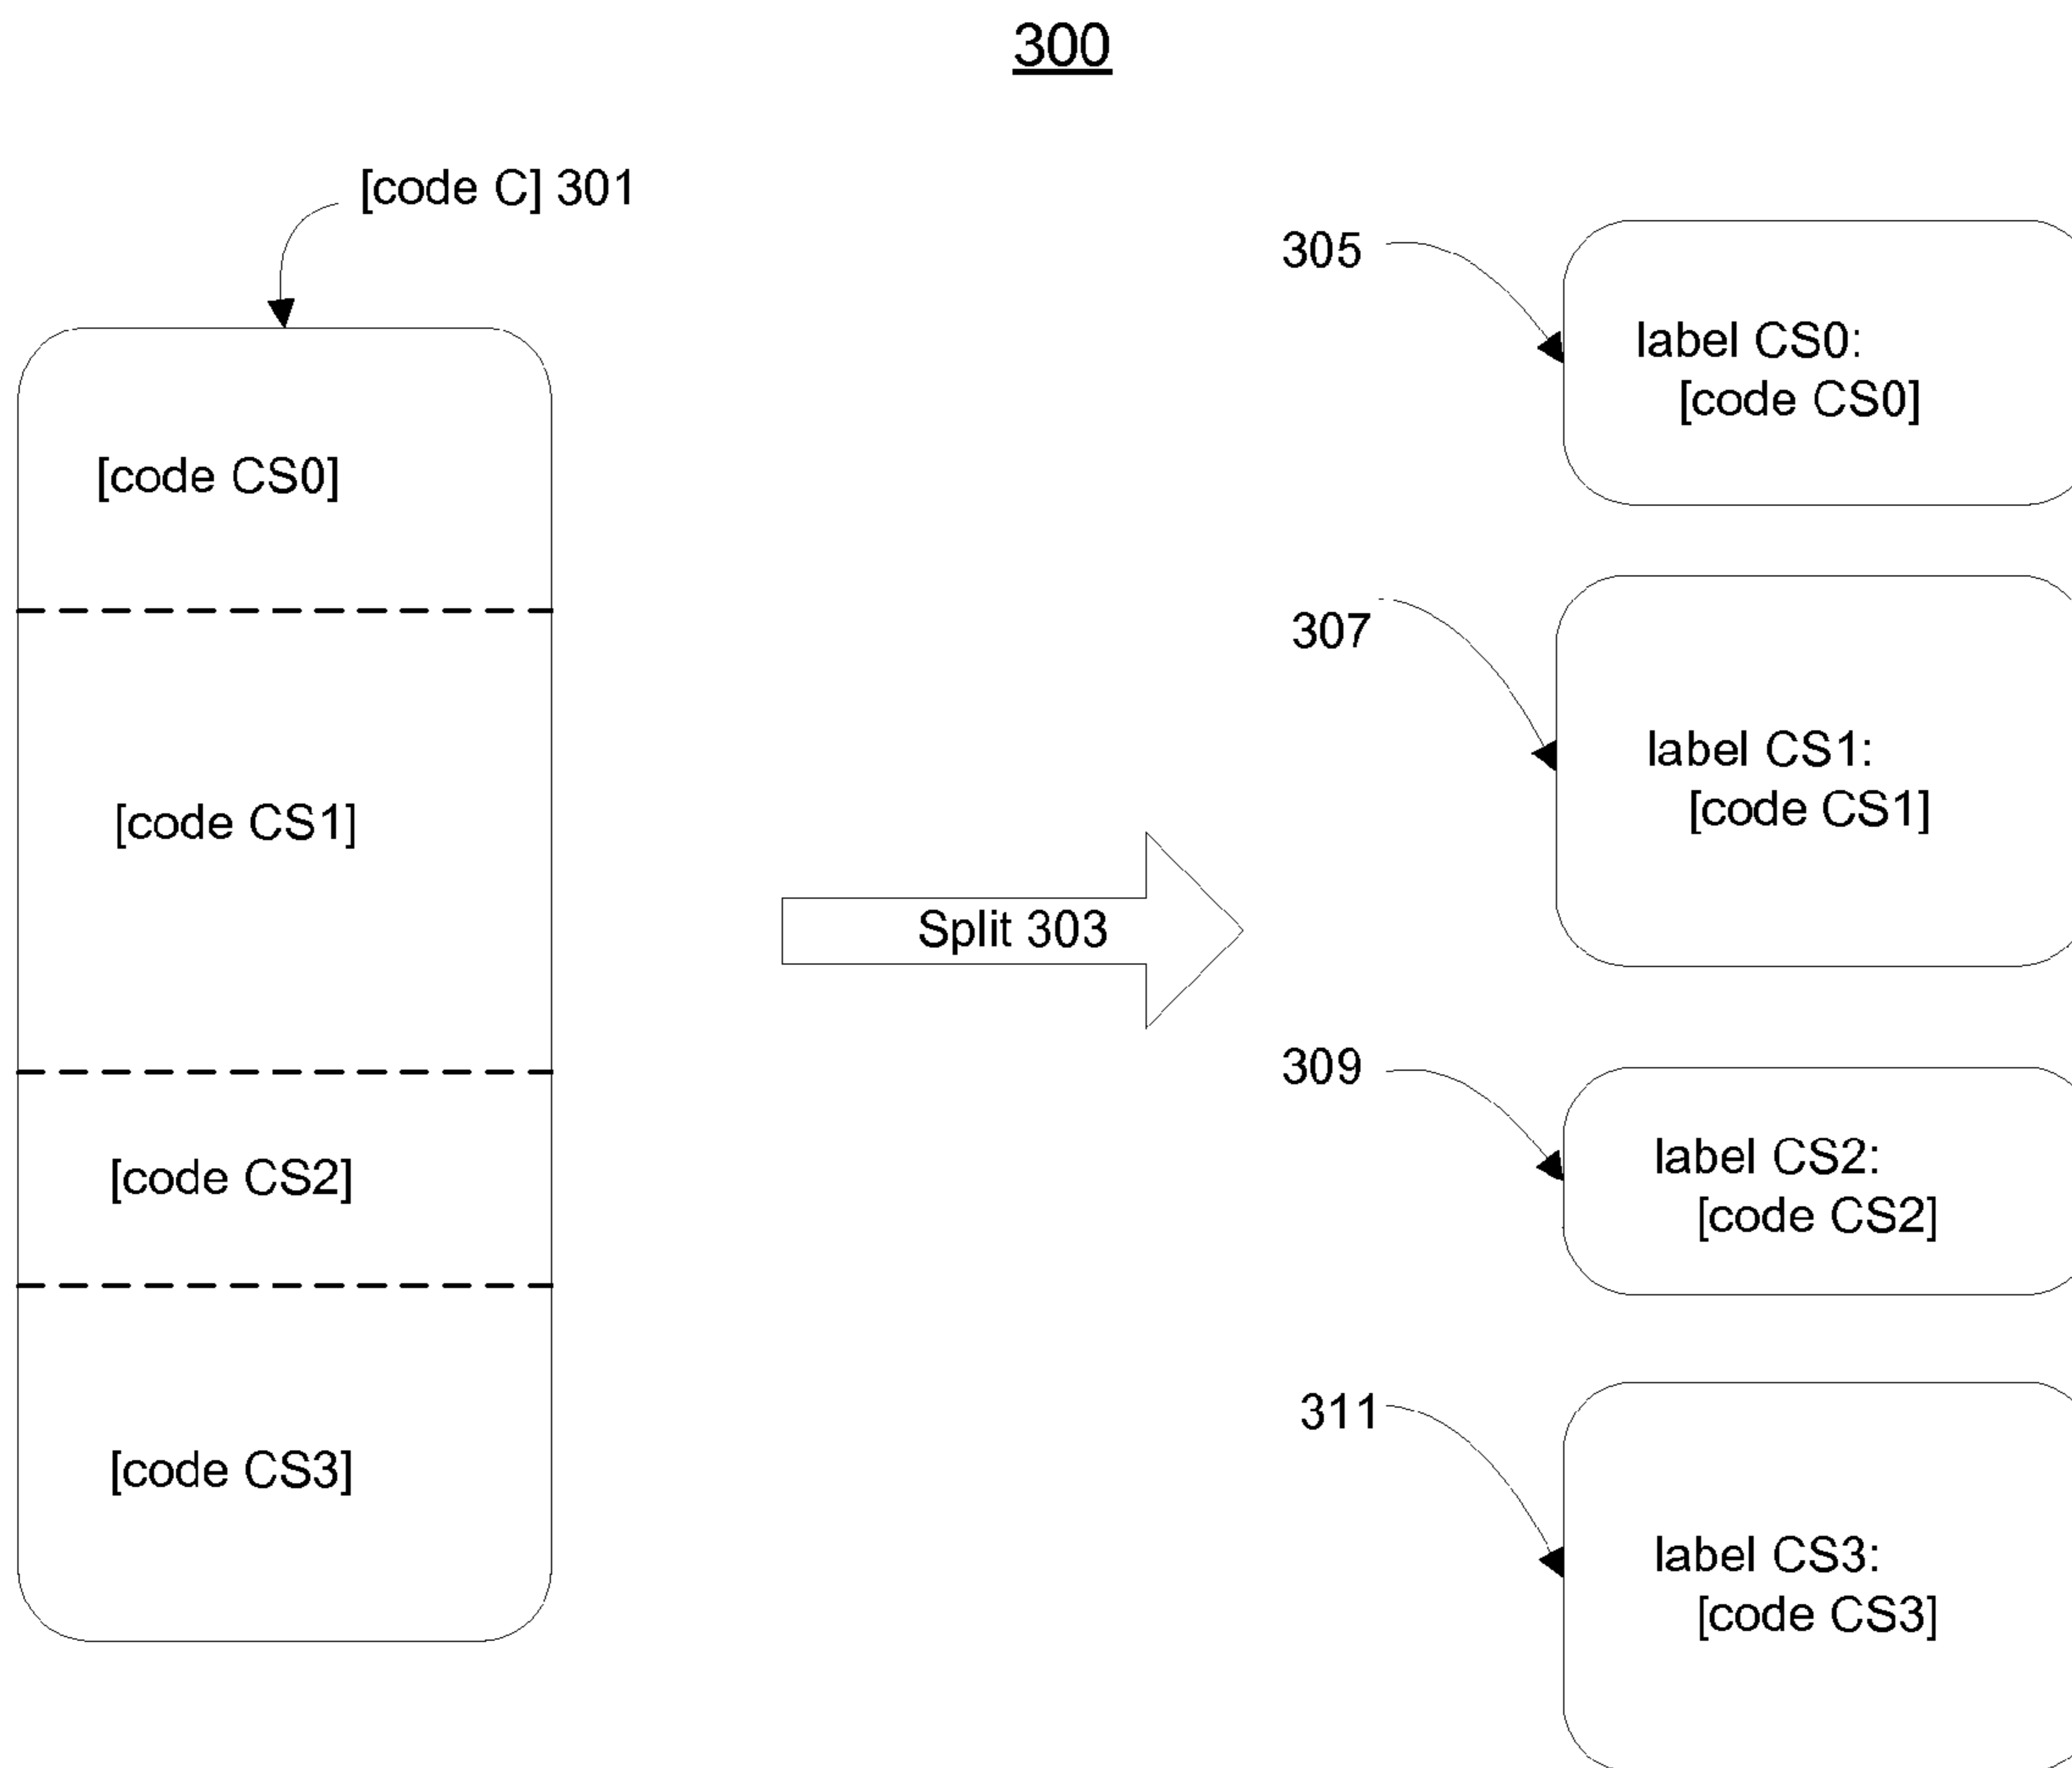 300
[code C] 301
[code CS0]
[code CS1]
[code CS2]
[code CS3]
Split 303
305
label CS0:
[code CS0]
307
label CS1:
[code CS1]
309
label CS2:
[code CS2]
311
label CS3:
[code CS3]